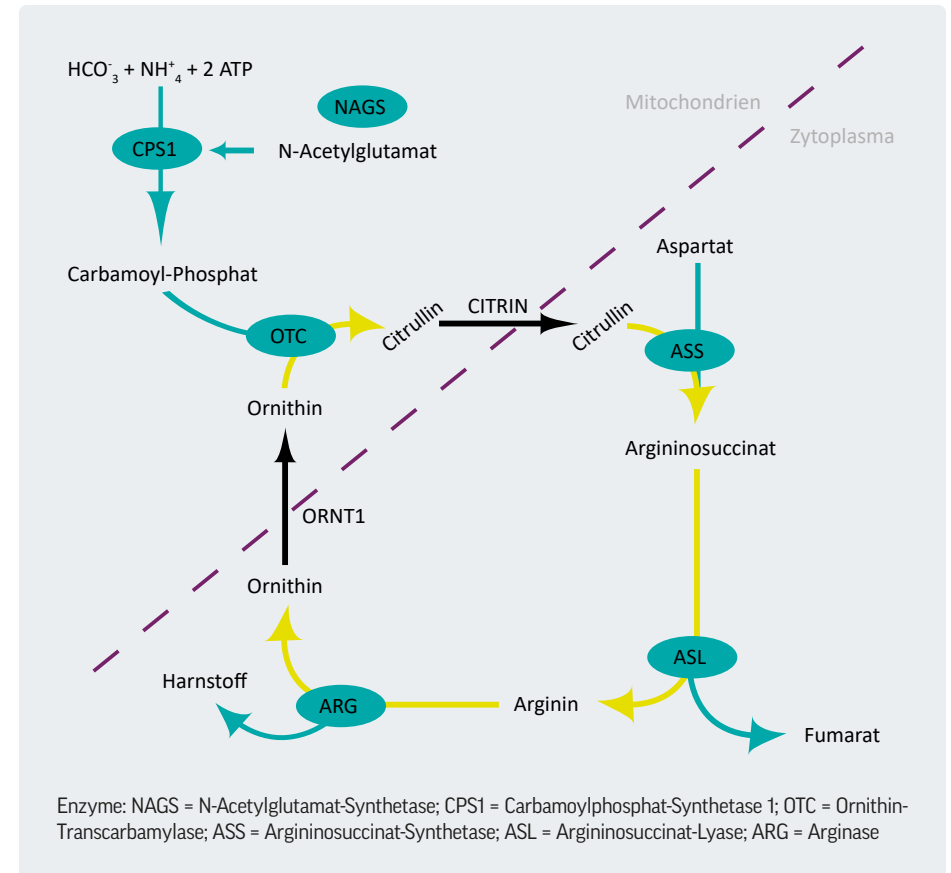 HCO⁻₃ + NH⁺₄ + 2 ATP
NAGS
Mitochondrien
Zytoplasma
CPS1
N-Acetylglutamat
Aspartat
Carbamoyl-Phosphat
CITRIN
OTC
Citrullin
Citrullin
ASS
Ornithin
Argininosuccinat
ORNT1
Ornithin
ASL
Harnstoff
ARG
Arginin
Fumarat
Enzyme: NAGS = N-Acetylglutamat-Synthetase; CPS1 = Carbamoylphosphat-Synthetase 1; OTC = Ornithin-
Transcarbamylase; ASS = Argininosuccinat-Synthetase; ASL = Argininosuccinat-Lyase; ARG = Arginase